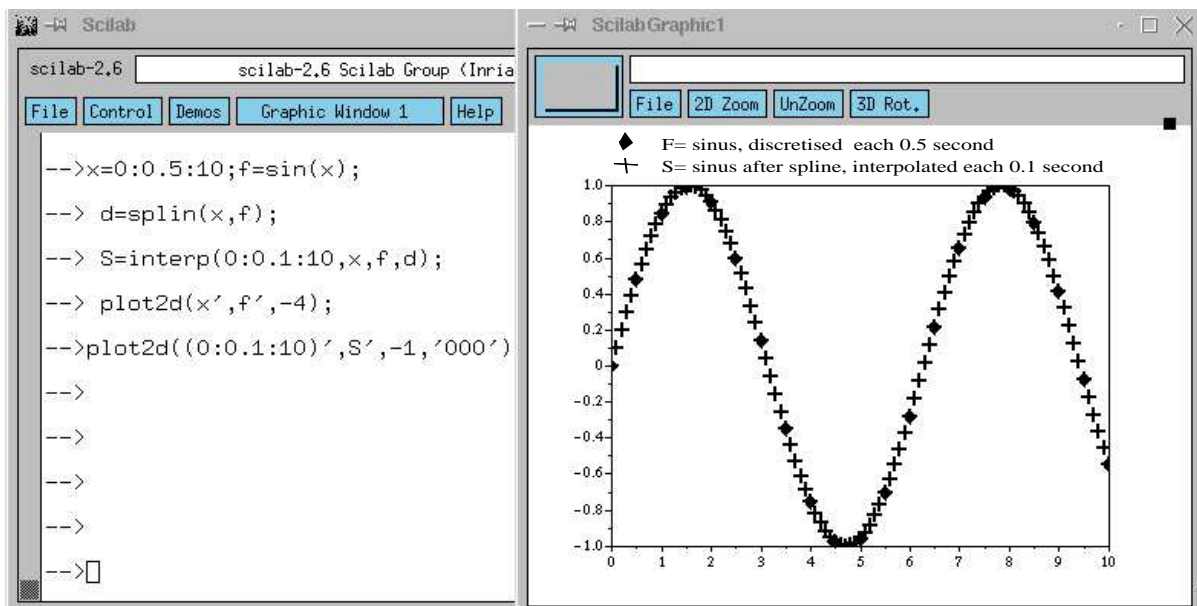 Scilab
scilab-2.6
scilab-2.6 Scilab Group (Inria
File Control Demos Graphic Window 1 Help
-->x=0:0.5:10;f=sin(x);
--> d=splin(x,f);
--> S=interp(0:0.1:10,x,f,d);
--> plot2d(x',f',-4);
-->plot2d((0:0.1:10)',S',-1,'000')
-->
-->
-->
-->
-->
ScilabGraphic1
File 2D Zoom UnZoom 3D Rot.
F= sinus, discretised each 0.5 second
S= sinus after spline, interpolated each 0.1 second
1.0
0.8
0.6
0.4
0.2
0
-0.2
-0.4
-0.6
-0.8
-1.0
0 1 2 3 4 5 6 7 8 9 10